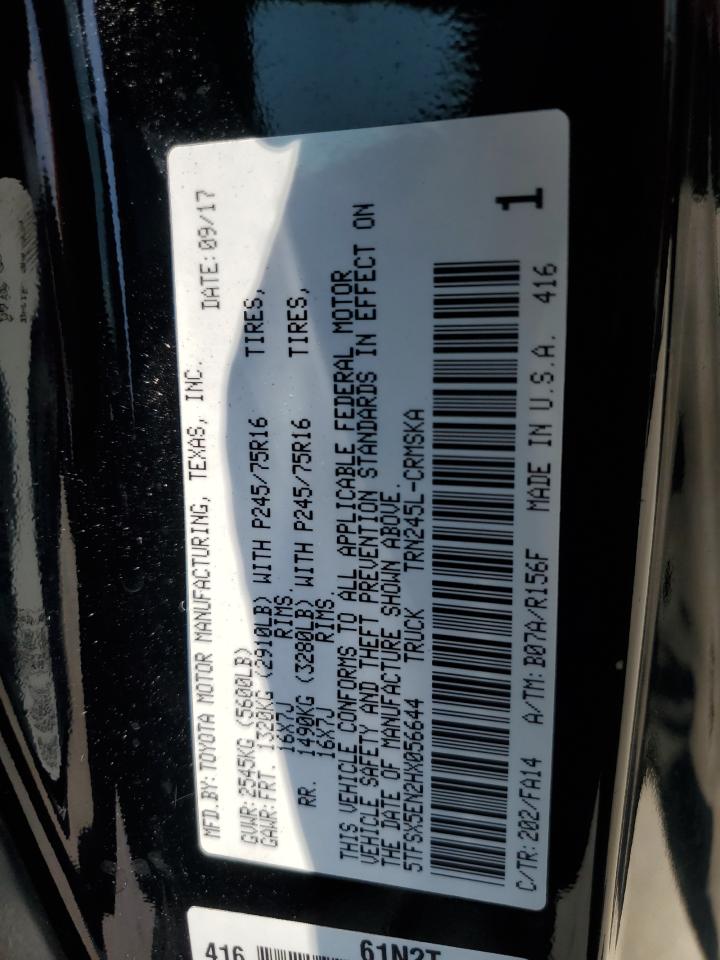 MFD.BY:TOYOTA MOTOR MANUFACTURING, TEXAS, INC. DATE:09/17
GVWR:2545KG (5600LB)
GAWR:FRT. 1320KG (2910LB) WITH P245/75R16 TIRES,
16X7J RIMS.
RR. 1490KG (3280LB) WITH P245/75R16 TIRES,
16X7J RIMS.
THIS VEHICLE CONFORMS TO ALL APPLICABLE FEDERAL MOTOR
VEHICLE SAFETY AND THEFT PREVENTION STANDARDS IN EFFECT ON
THE DATE OF MANUFACTURE SHOWN ABOVE.
5TFSX5EN2HX056644 TRUCK TRN245L-CRMSKA
1
C/TR:202/FA14 A/TM:B07A/R156F MADE IN U.S.A. 416
416 61N2T